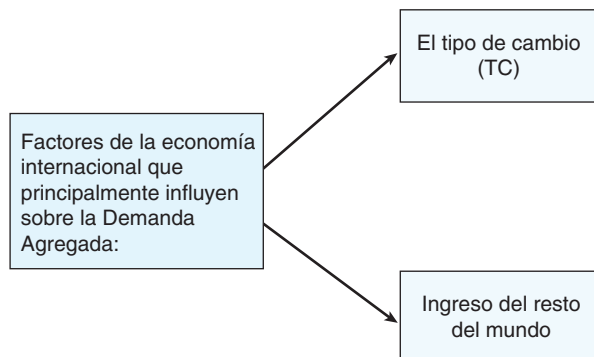 El tipo de cambio
(TC)
Factores de la economía
internacional que
principalmente influyen
sobre la Demanda
Agregada:
Ingreso del resto
del mundo